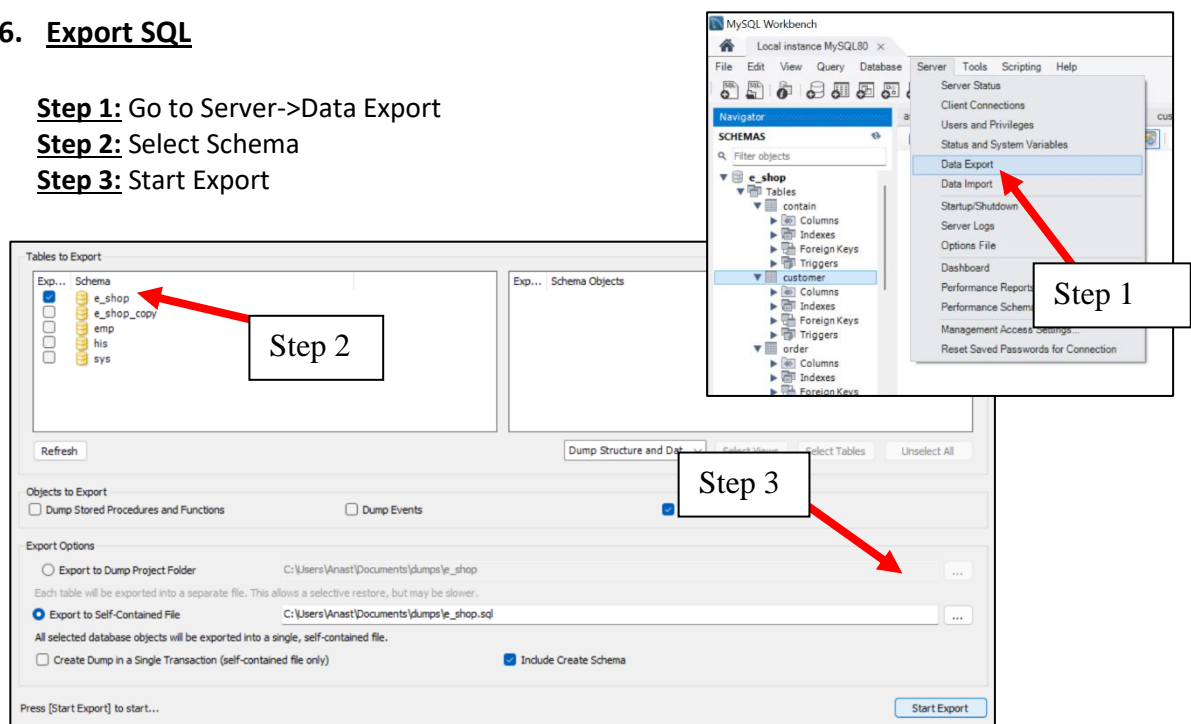 6. Export SQL
Step 1: Go to Server->Data Export
Step 2: Select Schema
Step 3: Start Export
MySQL Workbench
Local instance MySQL80 ×
File Edit View Query Database Server Tools Scripting Help
Navigator
SCHEMAS
Filter objects
e_shop
Tables
contain
Columns
Indexes
Foreign Keys
Triggers
customer
Columns
Indexes
Foreign Keys
Triggers
order
Columns
Indexes
Foreign Keys
Server Status
Client Connections
Users and Privileges
Status and System Variables
Data Export
Data Import
Startup/Shutdown
Server Logs
Options File
Dashboard
Performance Reports
Performance Schema
Management Access Settings...
Reset Saved Passwords for Connection
cus
Step 1
Tables to Export
Exp... Schema
e_shop
e_shop_copy
emp
his
sys
Step 2
Exp... Schema Objects
Refresh
Dump Structure and Dat
Select Views
Select Tables
Unselect All
Step 3
Objects to Export
Dump Stored Procedures and Functions
Dump Events
Export Options
Export to Dump Project Folder
C:\Users\Anast\Documents\dumps\e_shop
...
Each table will be exported into a separate file. This allows a selective restore, but may be slower.
Export to Self-Contained File
C:\Users\Anast\Documents\dumps\e_shop.sql
...
All selected database objects will be exported into a single, self-contained file.
Create Dump in a Single Transaction (self-contained file only)
Include Create Schema
Press [Start Export] to start...
Start Export